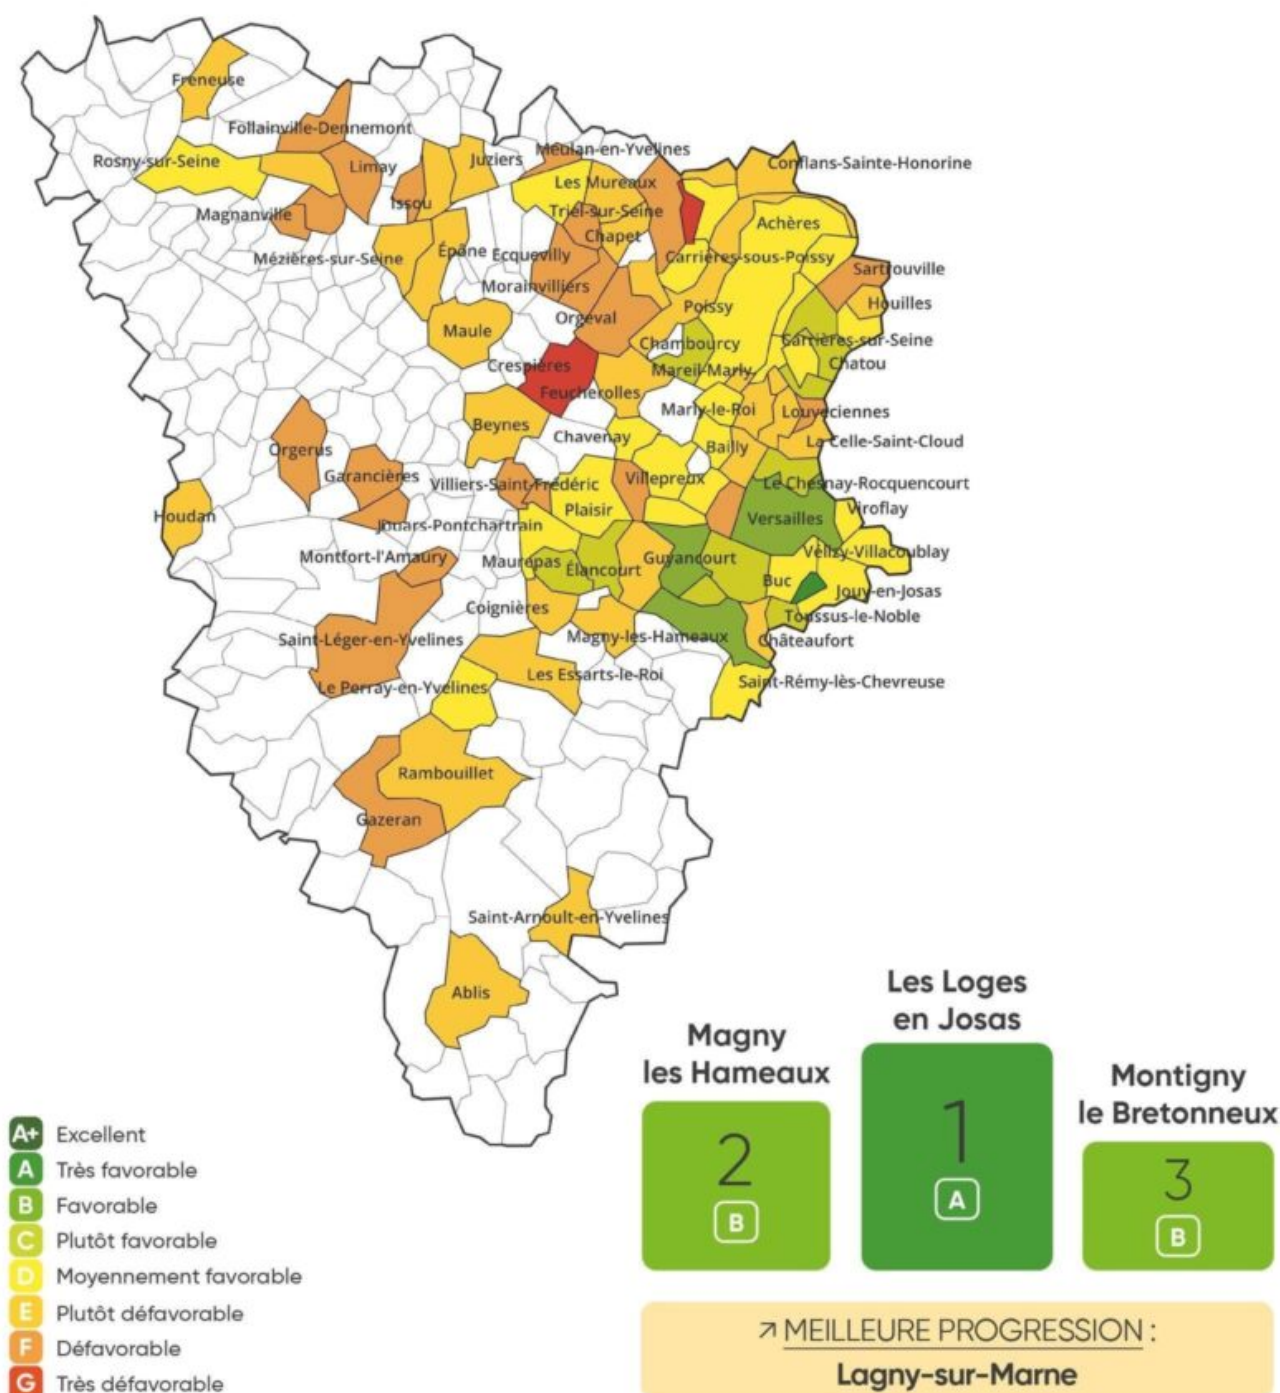 Freneuse
Follainville-Dennemont
Rosny-sur-Seine
Limay
Juziers
Meulan-en-Yvelines
Conflans-Sainte-Honorine
Les Mureaux
Issou
Triel-sur-Seine
Magnanville
Achères
Chapet
Mézières-sur-Seine
Épône
Ecquevilly
Carrières-sous-Poissy
Sartrouville
Morainvilliers
Poissy
Houilles
Orgeval
Maule
Chambourcy
Carrières-sur-Seine
Crespières
Mareil-Marly
Chatou
Feucherolles
Marly-le-Roi
Louveciennes
Beynes
Chavenay
Bailly
La Celle-Saint-Cloud
Orgerus
Garancières
Villiers-Saint-Frédéric
Villepreux
Le Chesnay-Rocquencourt
Houdan
Jouars-Pontchartrain
Plaisir
Versailles
Viroflay
Montfort-l'Amaury
Maurepas
Élancourt
Guyancourt
Vélizy-Villacoublay
Buc
Jouy-en-Josas
Coignières
Toussus-le-Noble
Saint-Léger-en-Yvelines
Magny-les-Hameaux
Châteaufort
Le Perray-en-Yvelines
Les Essarts-le-Roi
Saint-Rémy-lès-Chevreuse
Rambouillet
Gazeran
Saint-Arnoult-en-Yvelines
Ablis
Les Loges
en Josas
1
A
Magny
les Hameaux
2
B
Montigny
le Bretonneux
3
B
A+ Excellent
A Très favorable
B Favorable
C Plutôt favorable
D Moyennement favorable
E Plutôt défavorable
F Défavorable
G Très défavorable
↗ MEILLEURE PROGRESSION :
Lagny-sur-Marne